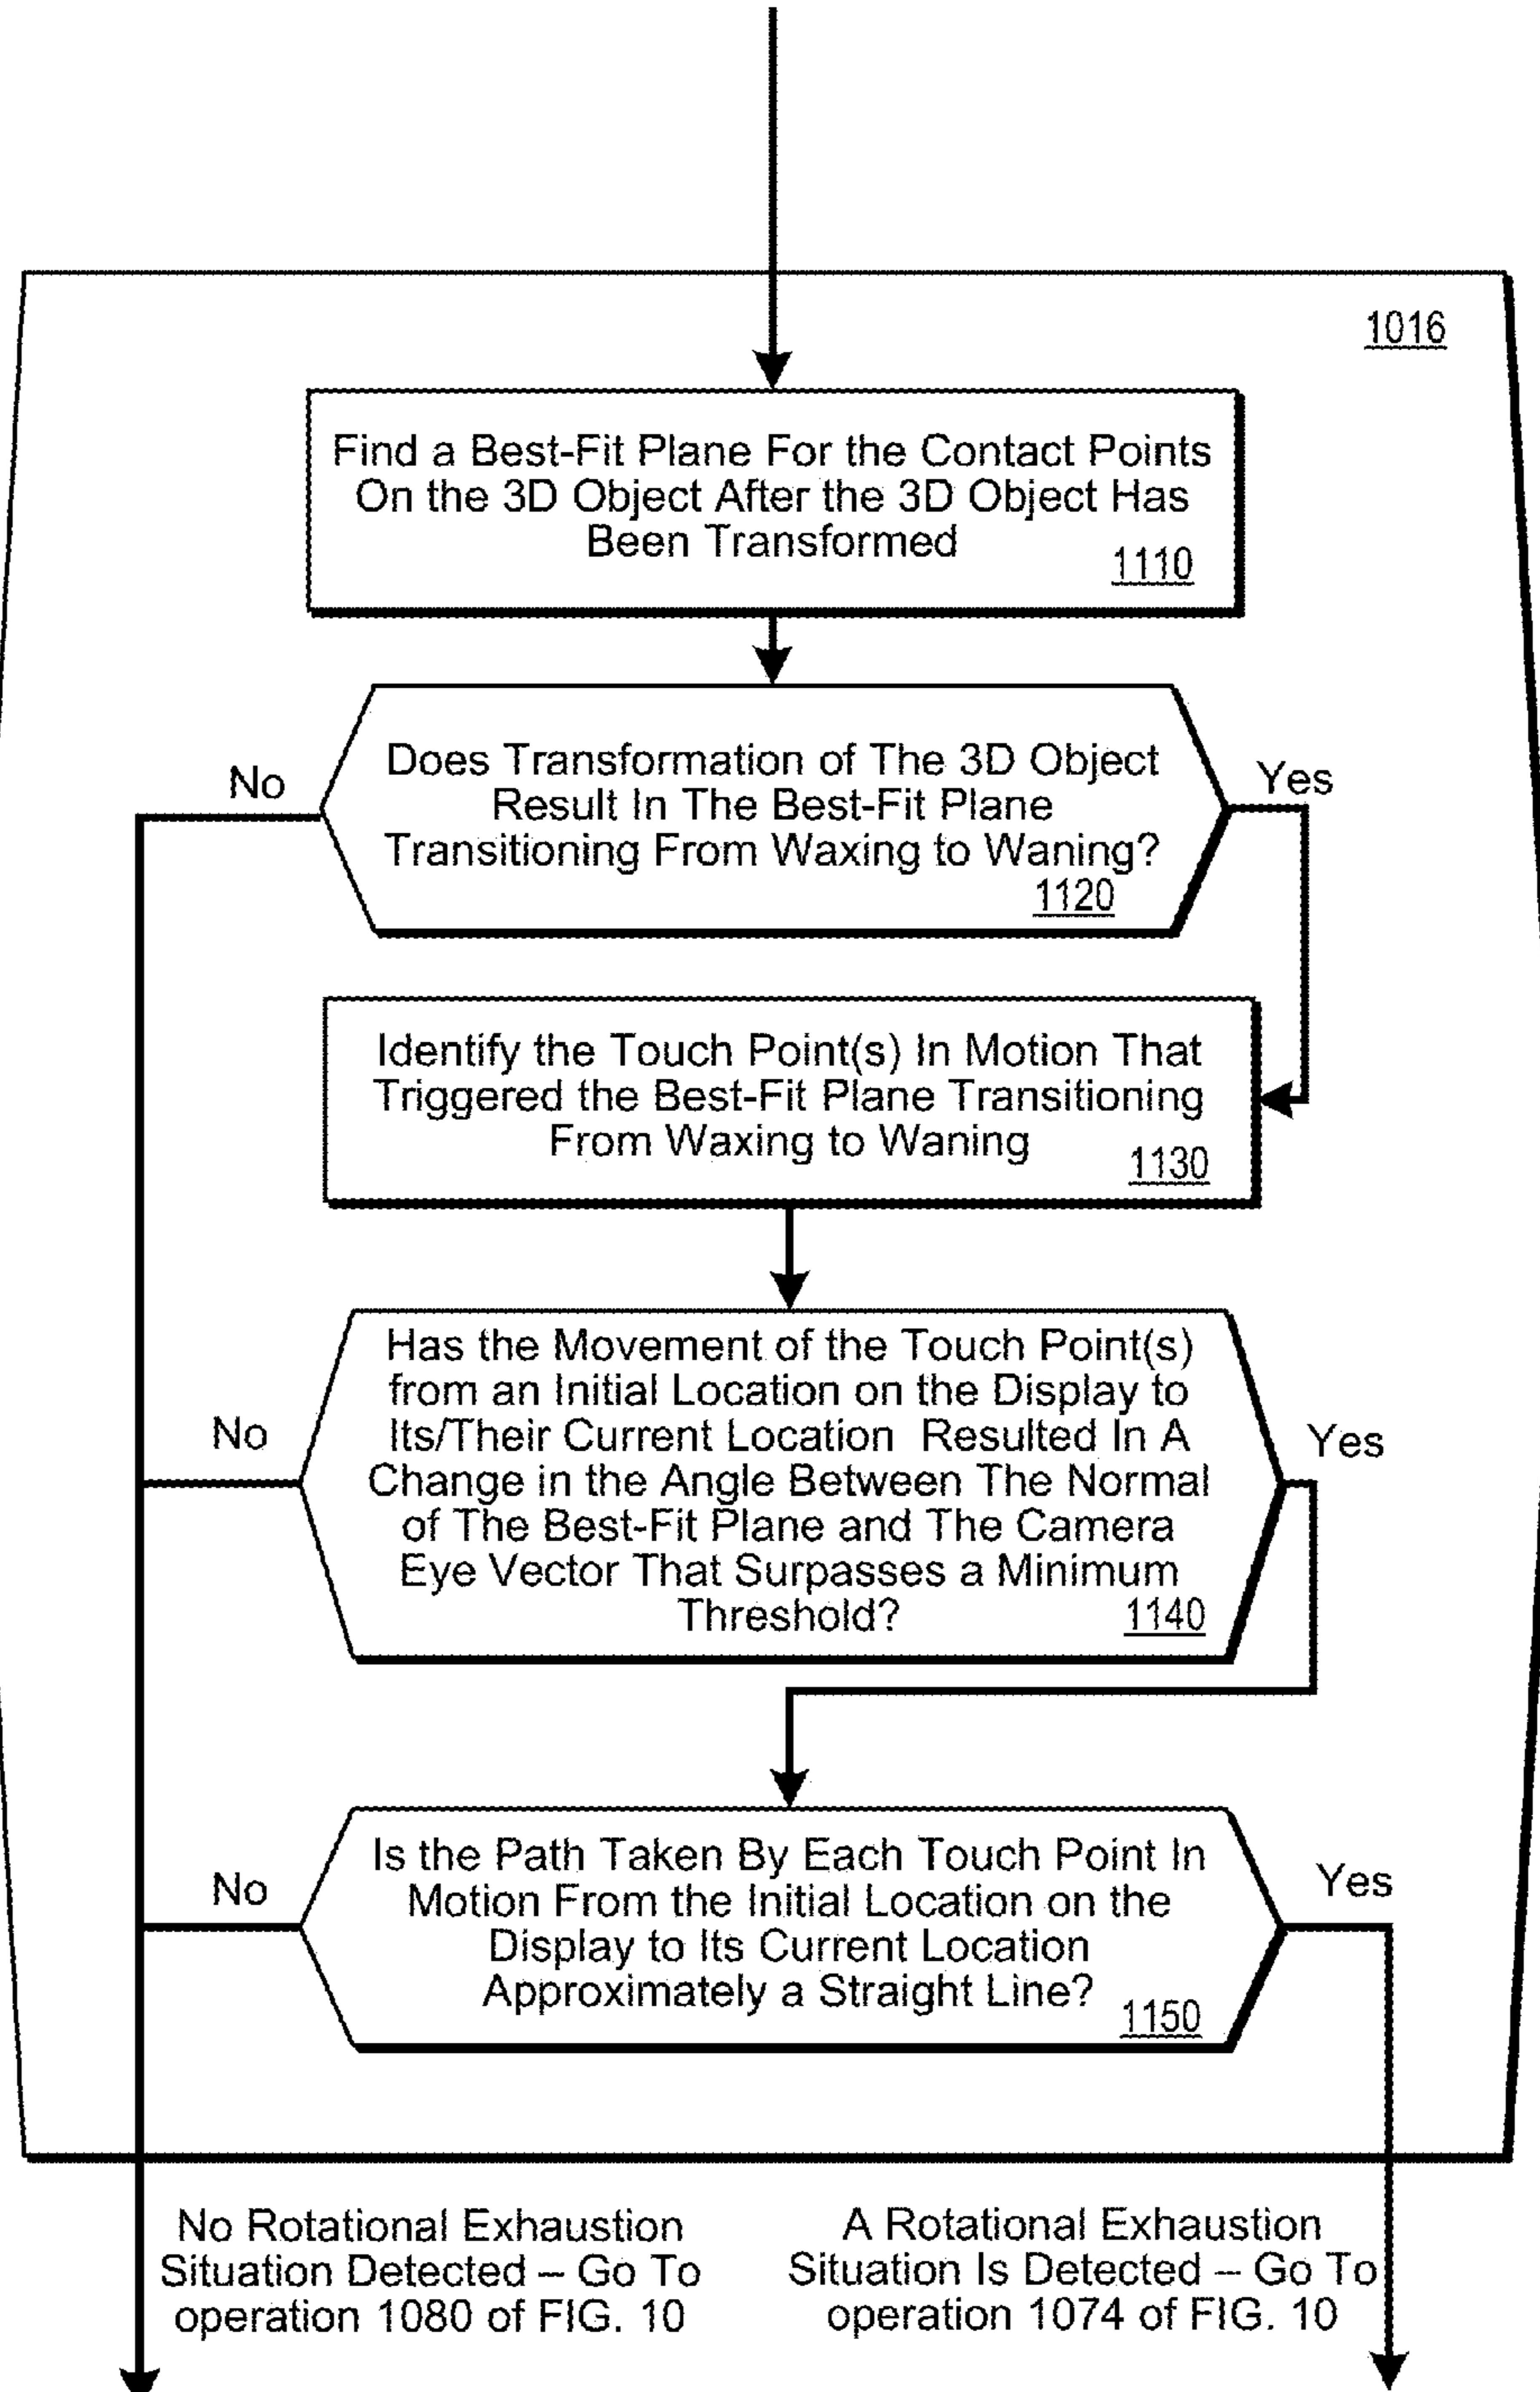 1016
Find a Best-Fit Plane For the Contact Points
On the 3D Object After the 3D Object Has
Been Transformed
1110
No
Does Transformation of The 3D Object
Result In The Best-Fit Plane
Transitioning From Waxing to Waning?
1120
Yes
Identify the Touch Point(s) In Motion That
Triggered the Best-Fit Plane Transitioning
From Waxing to Waning
1130
No
Has the Movement of the Touch Point(s)
from an Initial Location on the Display to
Its/Their Current Location Resulted In A
Change in the Angle Between The Normal
of The Best-Fit Plane and The Camera
Eye Vector That Surpasses a Minimum
Threshold?
1140
Yes
No
Is the Path Taken By Each Touch Point In
Motion From the Initial Location on the
Display to Its Current Location
Approximately a Straight Line?
1150
Yes
No Rotational Exhaustion
Situation Detected – Go To
operation 1080 of FIG. 10
A Rotational Exhaustion
Situation Is Detected – Go To
operation 1074 of FIG. 10